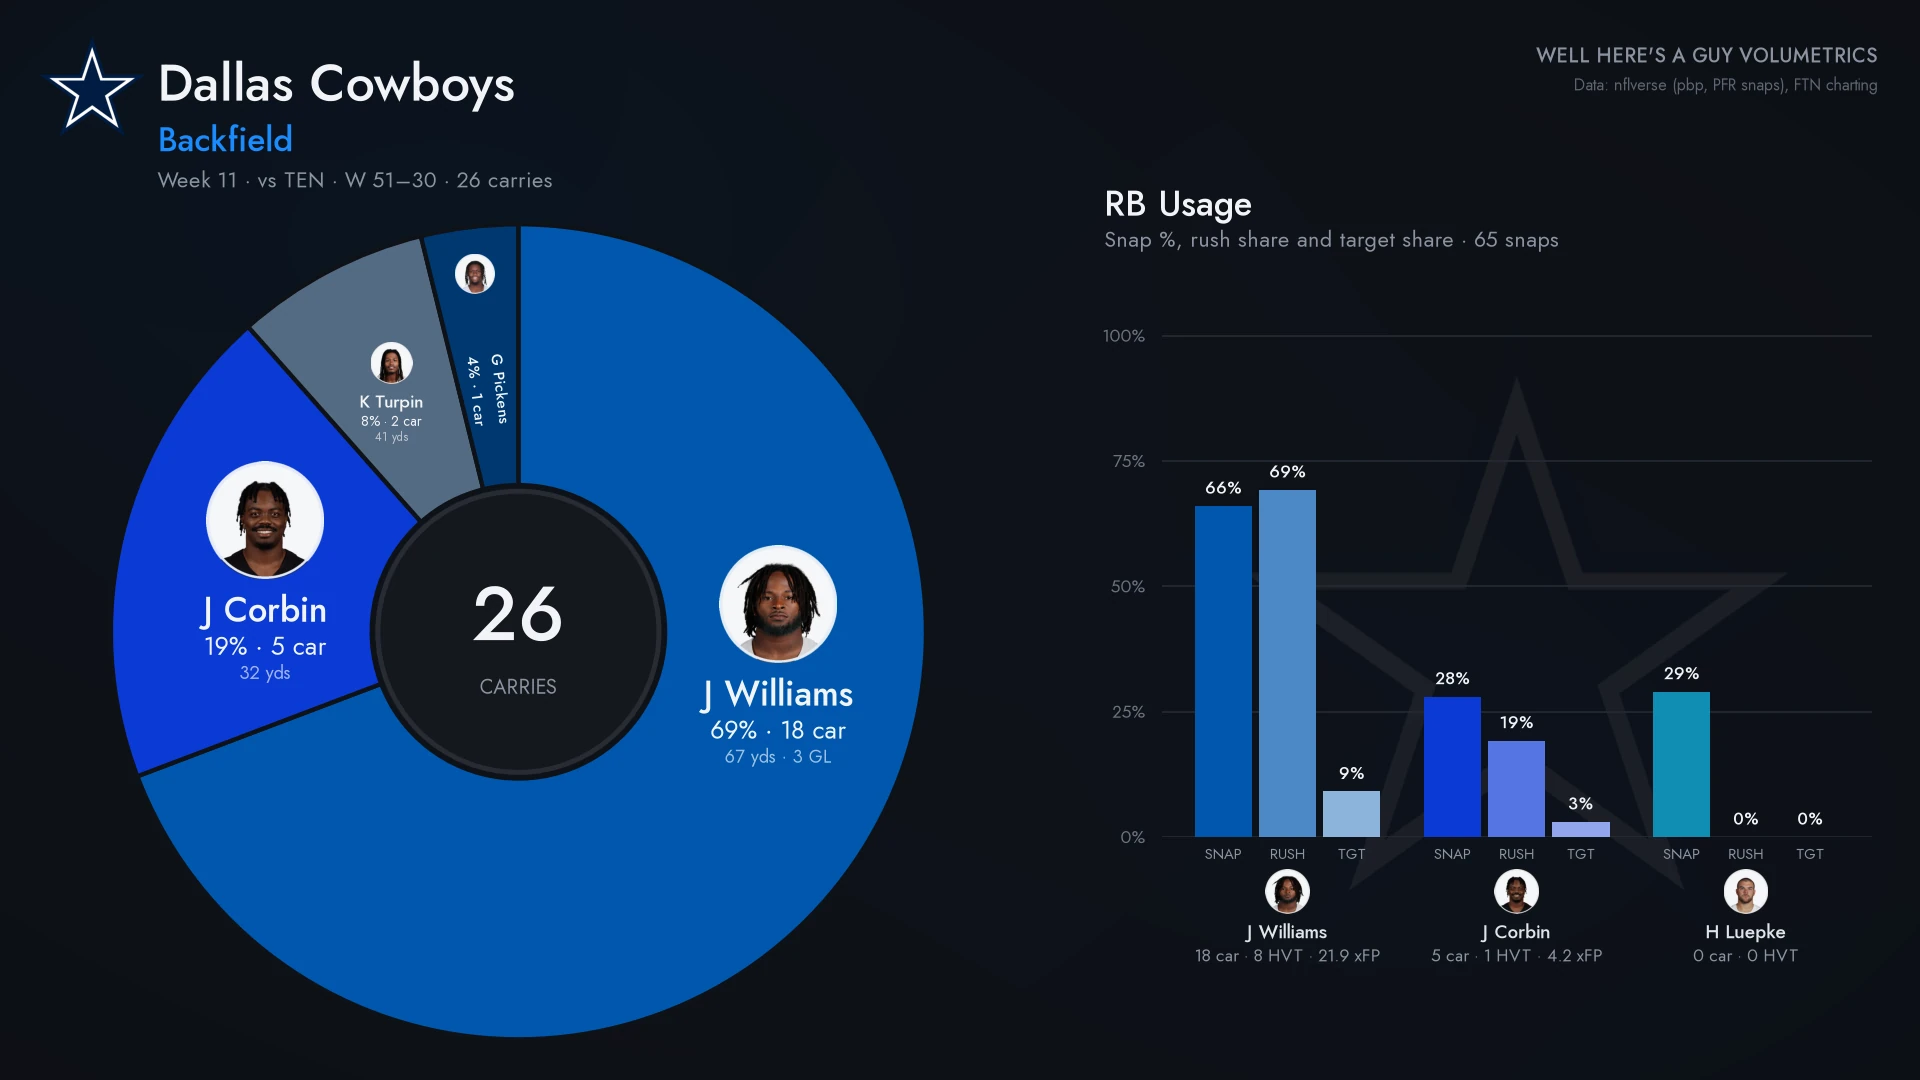 Dallas Cowboys
Backfield
Week 11 · vs TEN · W 51–30 · 26 carries
WELL HERE'S A GUY VOLUMETRICS
Data: nflverse (pbp, PFR snaps), FTN charting
G Pickens
4% · 1 car
K Turpin
8% · 2 car
41 yds
J Corbin
19% · 5 car
32 yds
26
CARRIES
J Williams
69% · 18 car
67 yds · 3 GL
RB Usage
Snap %, rush share and target share · 65 snaps
100%
75%
50%
25%
0%
66%
69%
9%
28%
19%
3%
29%
0%
0%
SNAP RUSH TGT SNAP RUSH TGT SNAP RUSH TGT
J Williams
18 car · 8 HVT · 21.9 xFP
J Corbin
5 car · 1 HVT · 4.2 xFP
H Luepke
0 car · 0 HVT